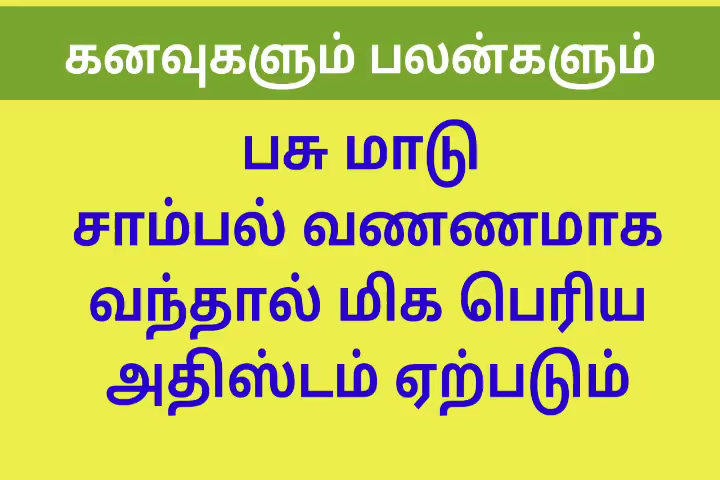 கனவுகளும் பலன்களும்
பசு மாடு
சாம்பல் வணணமாக
வந்தால் மிக பெரிய
அதிஸ்டம் ஏற்படும்